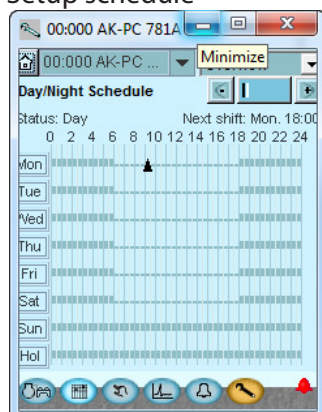 Setup schedule
00:000 AK-PC 781A
00:000 AK-PC ...
Minimize
Day/Night Schedule
Status: Day
Next shift: Mon. 18:00
0 2 4 6 8 10 12 14 16 18 20 22 24
Mon
Tue
Wed
Thu
Fri
Sat
Sun
Hol